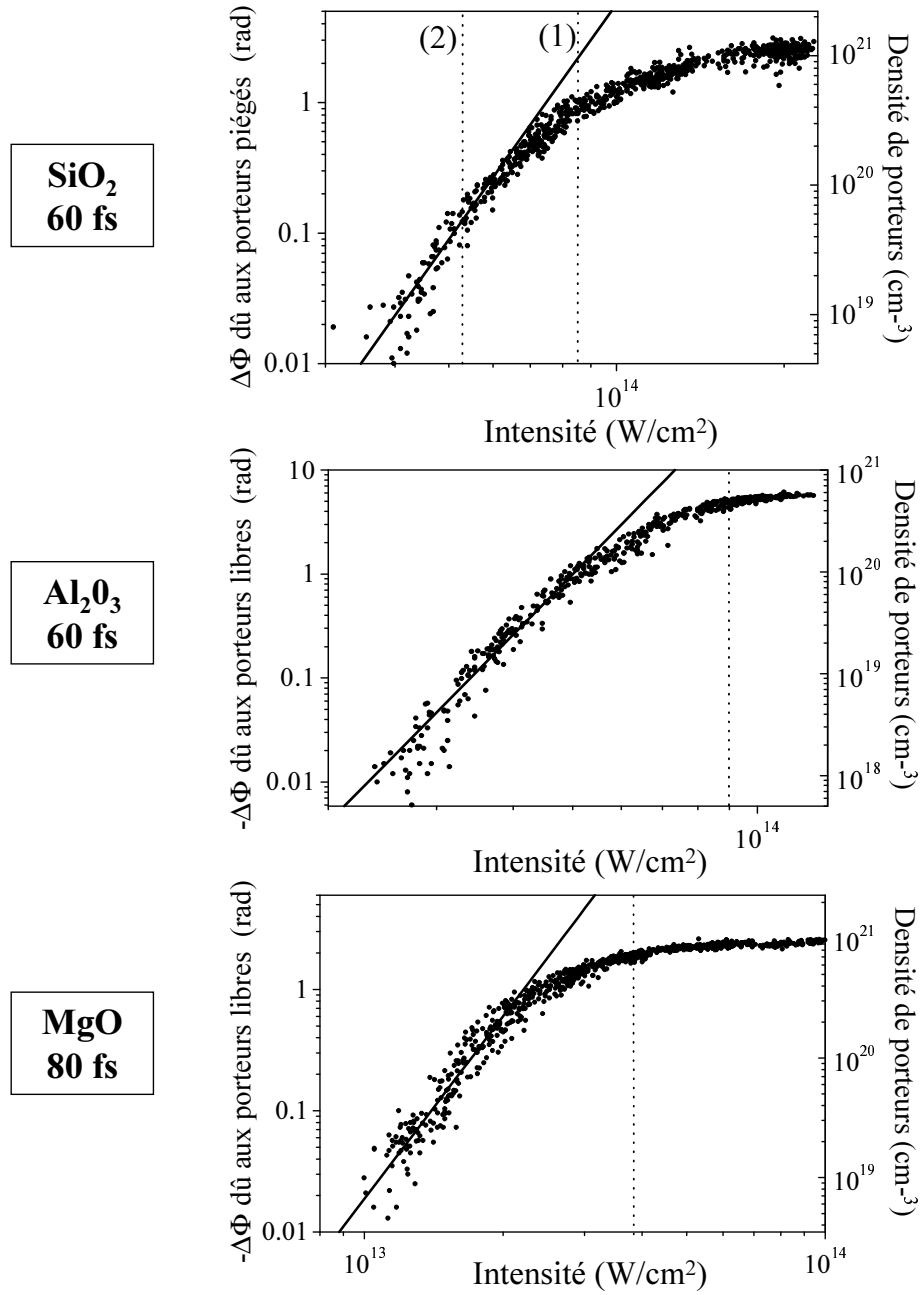 SiO2
60 fs
ΔΦ dû aux porteurs piégés (rad)
1
0.1
0.01
(2)
(1)
10^21
10^20
10^19
Densité de porteurs (cm-3)
10^14
Intensité (W/cm2)
Al203
60 fs
-ΔΦ dû aux porteurs libres (rad)
10
1
0.1
0.01
10^21
10^20
10^19
10^18
Densité de porteurs (cm-3)
10^14
Intensité (W/cm2)
MgO
80 fs
-ΔΦ dû aux porteurs libres (rad)
1
0.1
0.01
10^21
10^20
10^19
Densité de porteurs (cm-3)
10^13
10^14
Intensité (W/cm2)